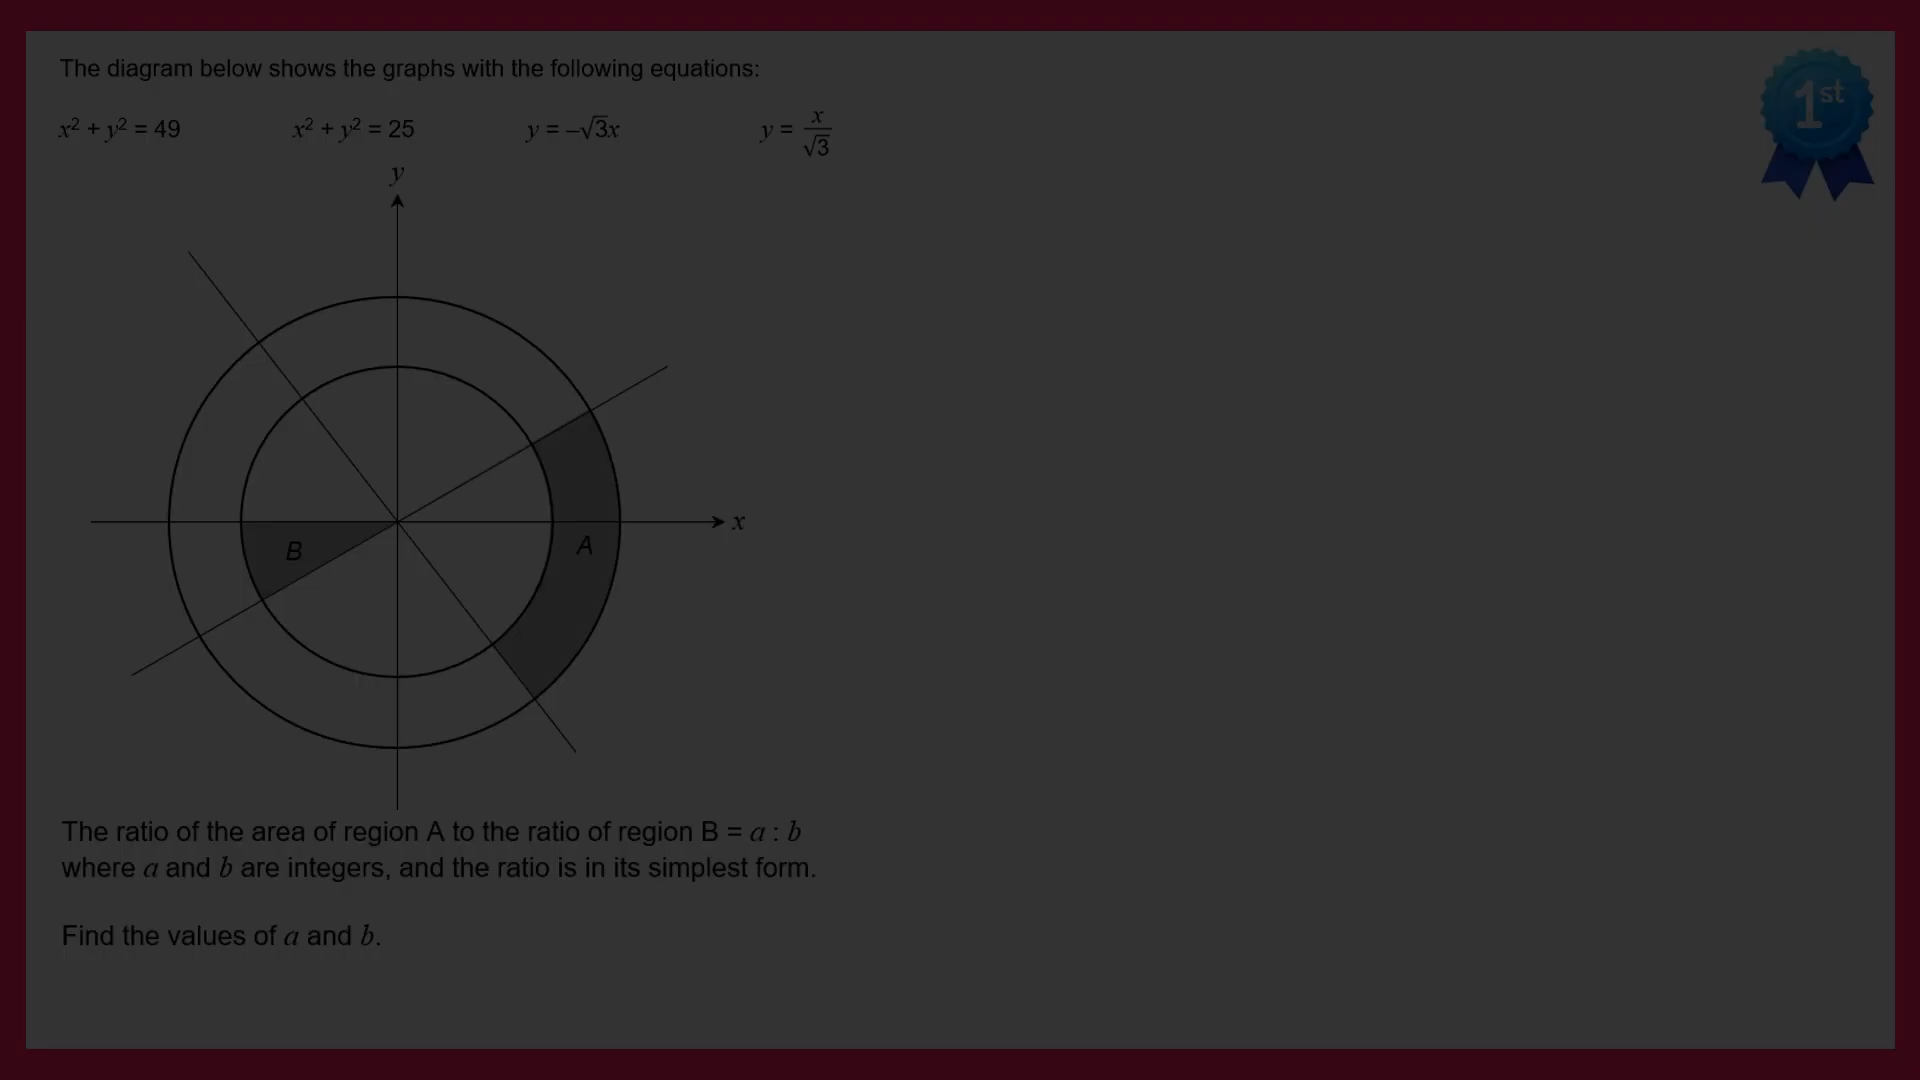 The diagram below shows the graphs with the following equations:
x² + y² = 49 x² + y² = 25 y = –√3x y = x/√3
1st
y
x
B
A
The ratio of the area of region A to the ratio of region B = a : b
where a and b are integers, and the ratio is in its simplest form.
Find the values of a and b.